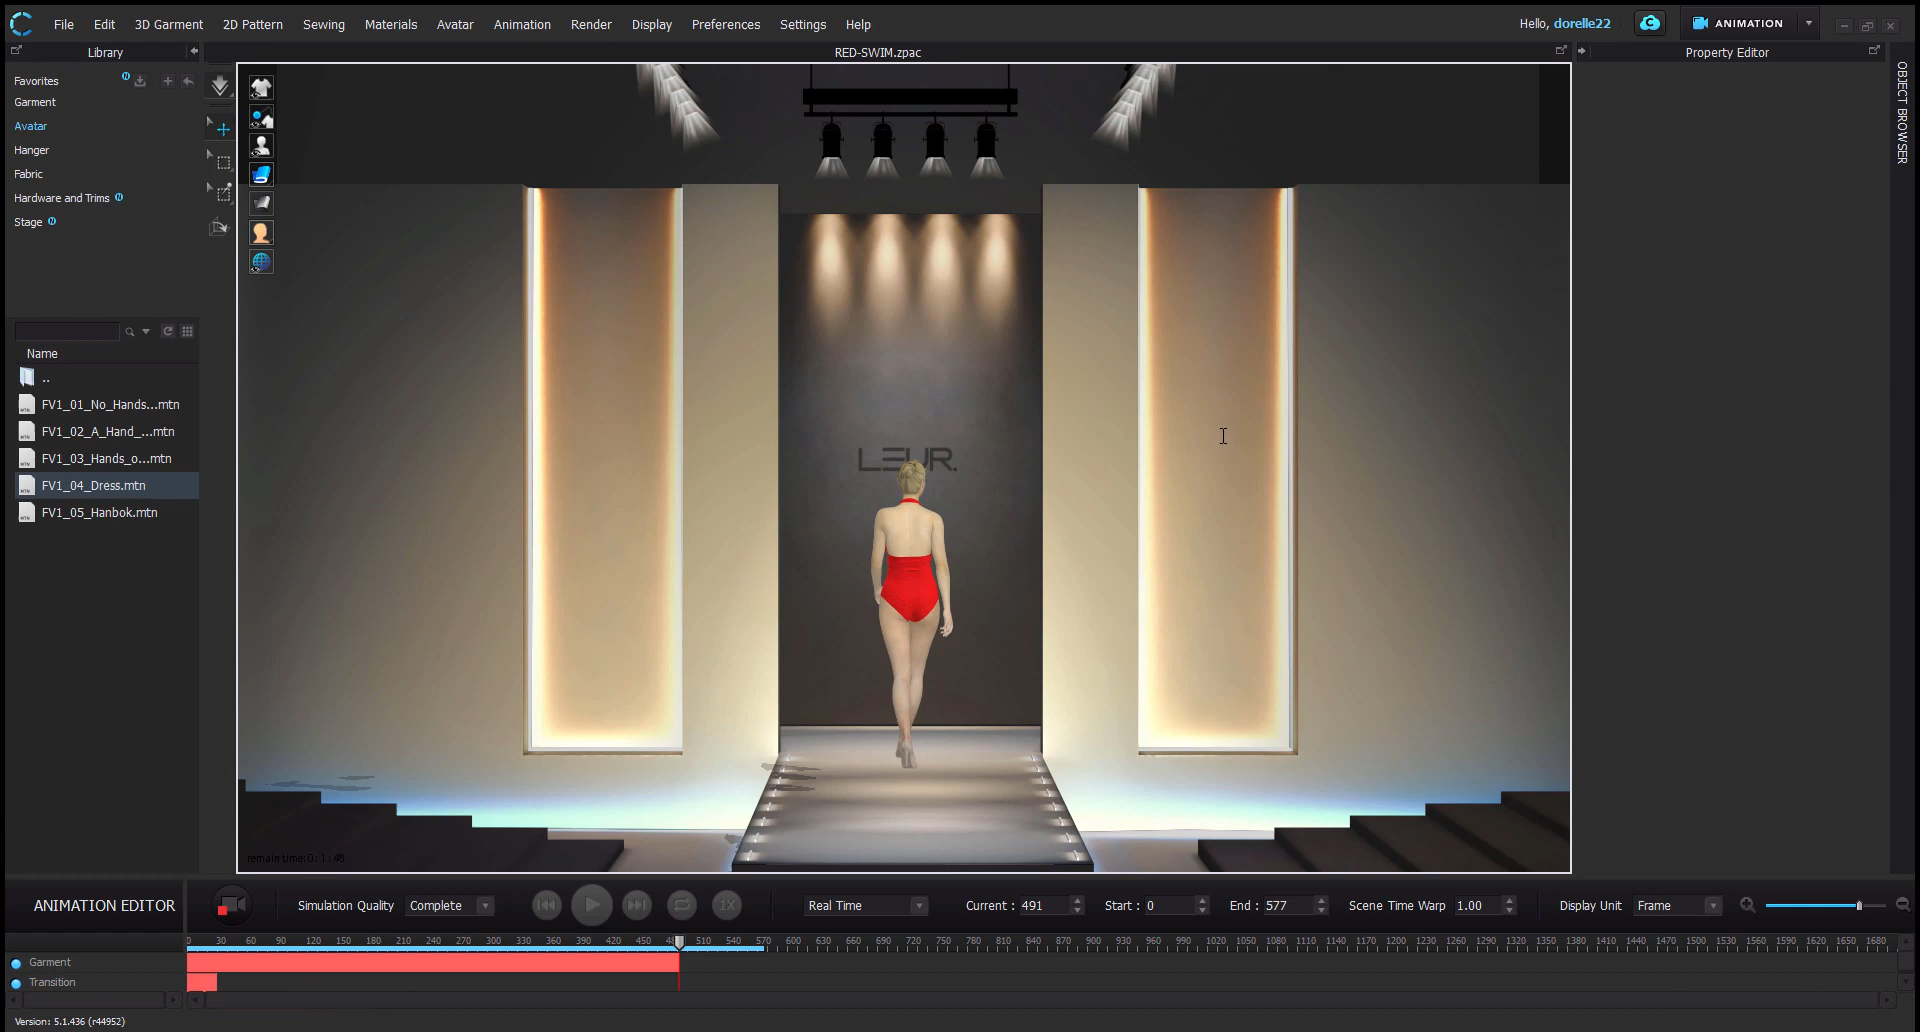 File Edit 3D Garment 2D Pattern Sewing Materials Avatar Animation Render Display Preferences Settings Help Hello, dorelle22 ANIMATION
Library RED-SWIM.zpac Property Editor
OBJECT BROWSER
Favorites
Garment
Avatar
Hanger
Fabric
Hardware and Trims
Stage
Name
..
FV1_01_No_Hands...mtn
FV1_02_A_Hand_...mtn
FV1_03_Hands_o...mtn
FV1_04_Dress.mtn
FV1_05_Hanbok.mtn
LEUR.
remain time: 0 : 1 : 48
ANIMATION EDITOR Simulation Quality Complete 1X Real Time Current : 491 Start : 0 End : 577 Scene Time Warp 1.00 Display Unit Frame
0 30 60 90 120 150 180 210 240 270 300 330 360 390 420 450 510 540 570 600 630 660 690 720 750 780 810 840 870 900 930 960 990 1020 1050 1080 1110 1140 1170 1200 1230 1260 1290 1320 1350 1380 1410 1440 1470 1500 1530 1560 1590 1620 1650 1680
Garment
Transition
Version: 5.1.436 (r44952)